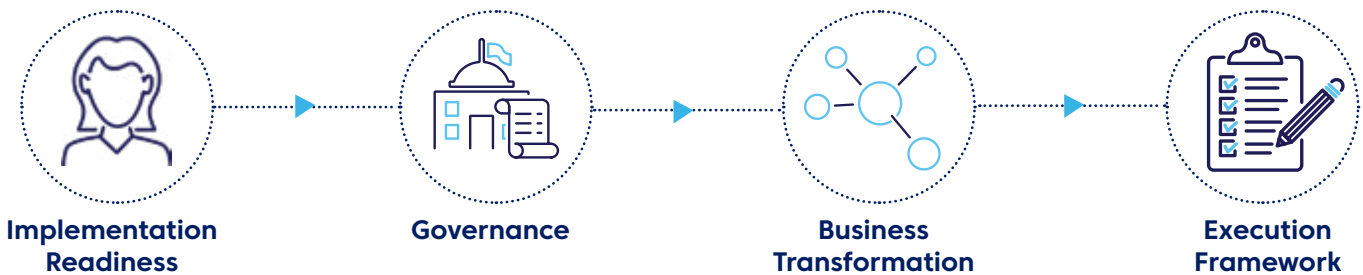 Implementation
Readiness
Governance
Business
Transformation
Execution
Framework